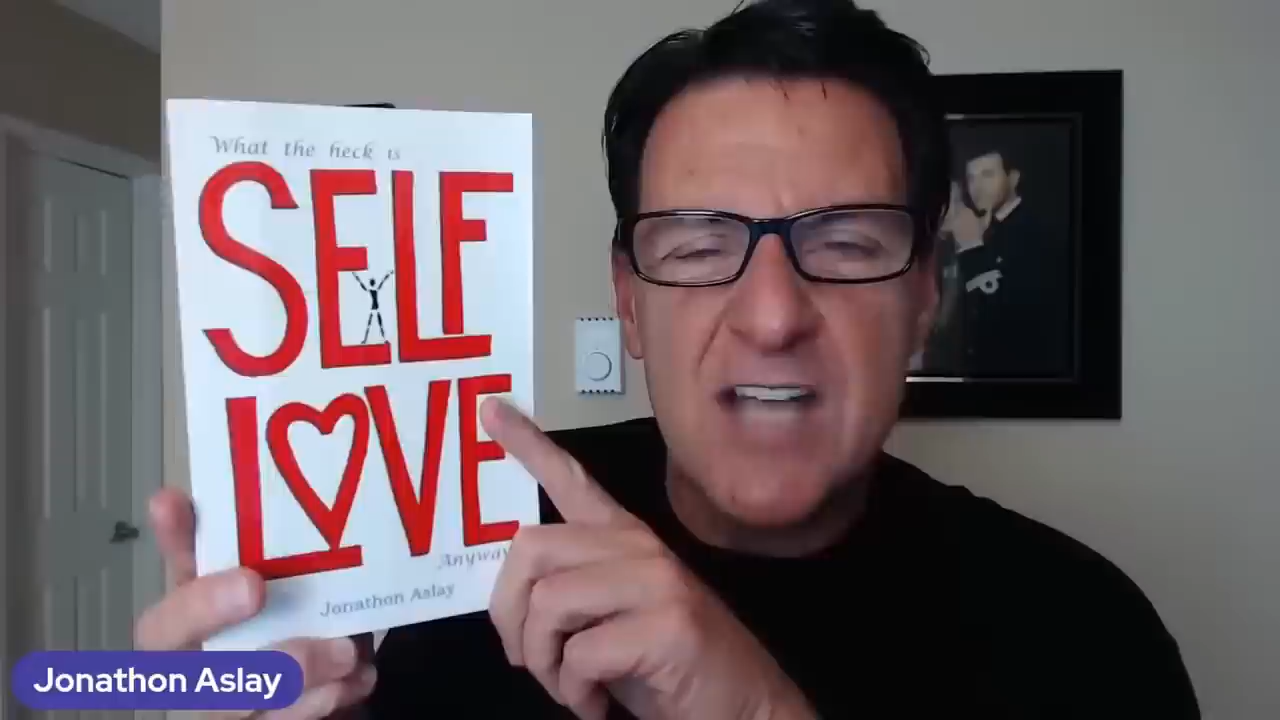 What the heck is
SELF
LOVE
Anyway
Jonathon Aslay
Jonathon Aslay